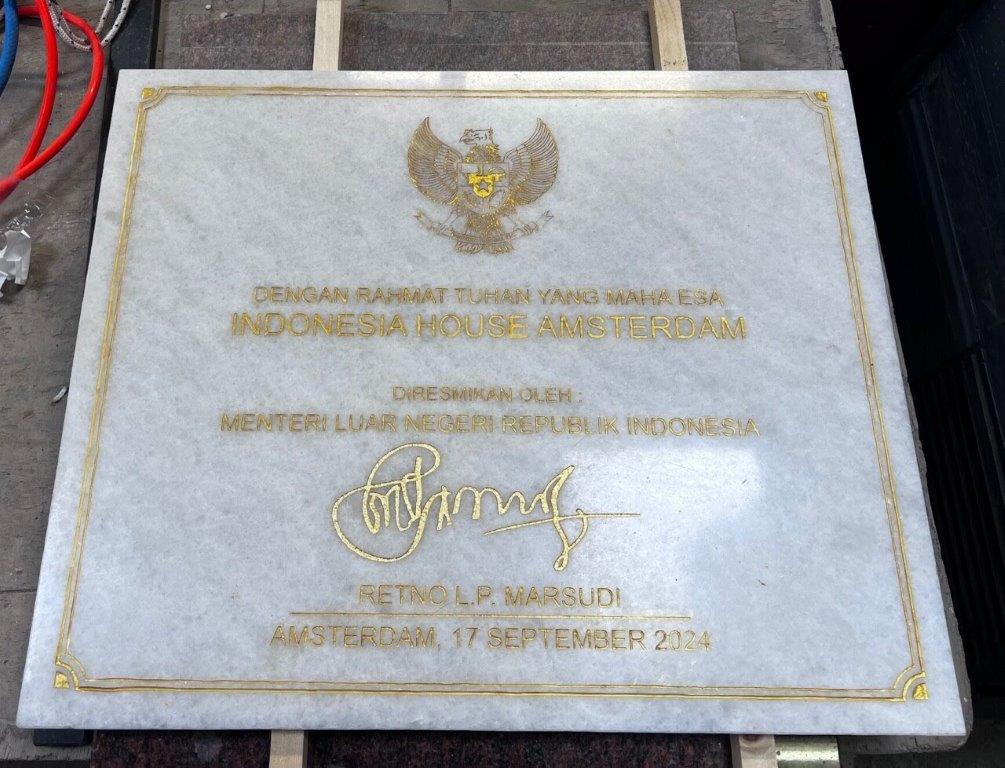 DENGAN RAHMAT TUHAN YANG MAHA ESA
INDONESIA HOUSE AMSTERDAM
DIRESMIKAN OLEH :
MENTERI LUAR NEGERI REPUBLIK INDONESIA
RETNO L.P. MARSUDI
AMSTERDAM, 17 SEPTEMBER 2024